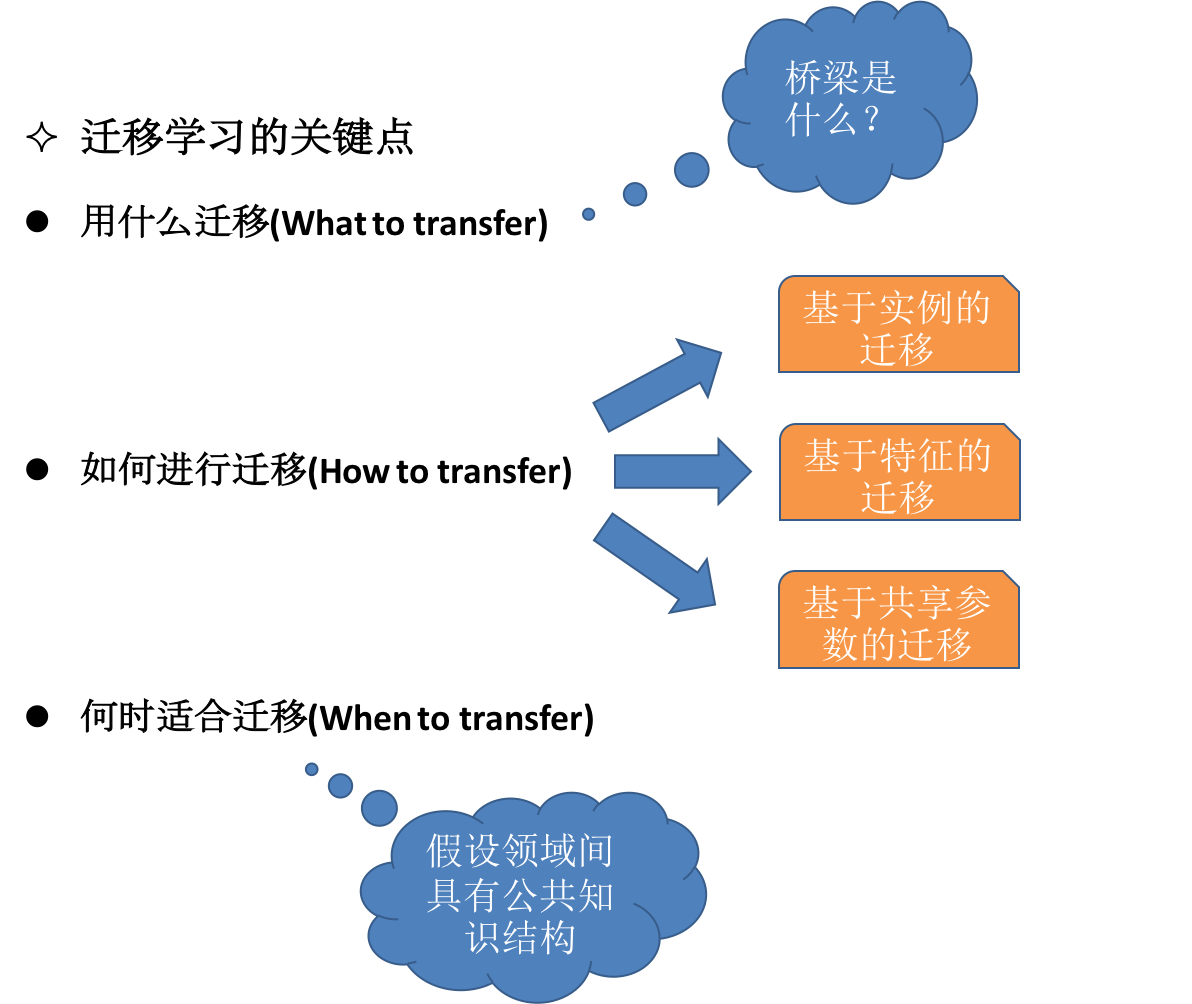 桥梁是
什么？
迁移学习的关键点
用什么迁移(What to transfer)
基于实例的
迁移
如何进行迁移(How to transfer)
基于特征的
迁移
基于共享参
数的迁移
何时适合迁移(When to transfer)
假设领域间
具有公共知
识结构